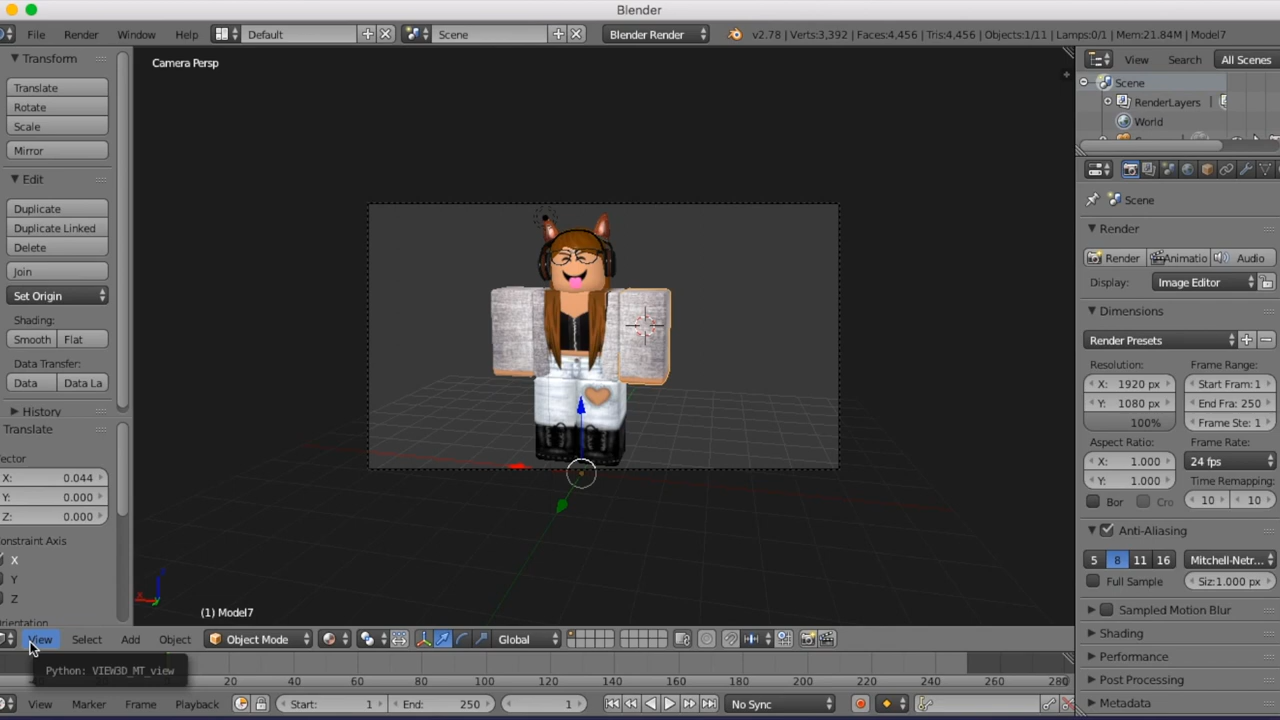 Blender
File Render Window Help Default Scene Blender Render v2.78 | Verts:3,392 | Faces:4,456 | Tris:4,456 | Objects:1/11 | Lamps:0/1 | Mem:21.84M | Model7
Transform
Translate
Rotate
Scale
Mirror
Edit
Duplicate
Duplicate Linked
Delete
Join
Set Origin
Shading:
Smooth Flat
Data Transfer:
Data Data La
History
Translate
ector
X: 0.044
Y: 0.000
Z: 0.000
onstraint Axis
X
Y
Z
Orientation
Camera Persp
(1) Model7
View Select Add Object Object Mode Global
Python: VIEW3D_MT_view
20 40 60 80 100 120 140 160 180 200 220 240 260 280
View Marker Frame Playback Start: 1 End: 250 1 No Sync
View Search All Scenes
Scene
RenderLayers
World
Scene
Render
Render Animatio Audio
Display: Image Editor
Dimensions
Render Presets
Resolution: Frame Range:
X: 1920 px Start Fram: 1
Y: 1080 px End Fra: 250
100% Frame Ste: 1
Aspect Ratio: Frame Rate:
X: 1.000 24 fps
Y: 1.000 Time Remapping:
Bor Cro 10 10
Anti-Aliasing
5 8 11 16 Mitchell-Netr...
Full Sample Siz:1.000 px
Sampled Motion Blur
Shading
Performance
Post Processing
Metadata